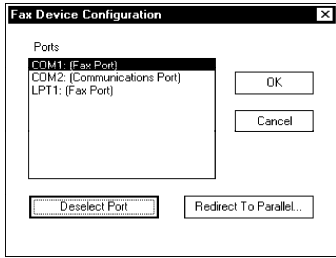 Fax Device Configuration
Ports
COM1: (Fax Port)
COM2: (Communications Port)
LPT1: (Fax Port)
OK
Cancel
Deselect Port
Redirect To Parallel...